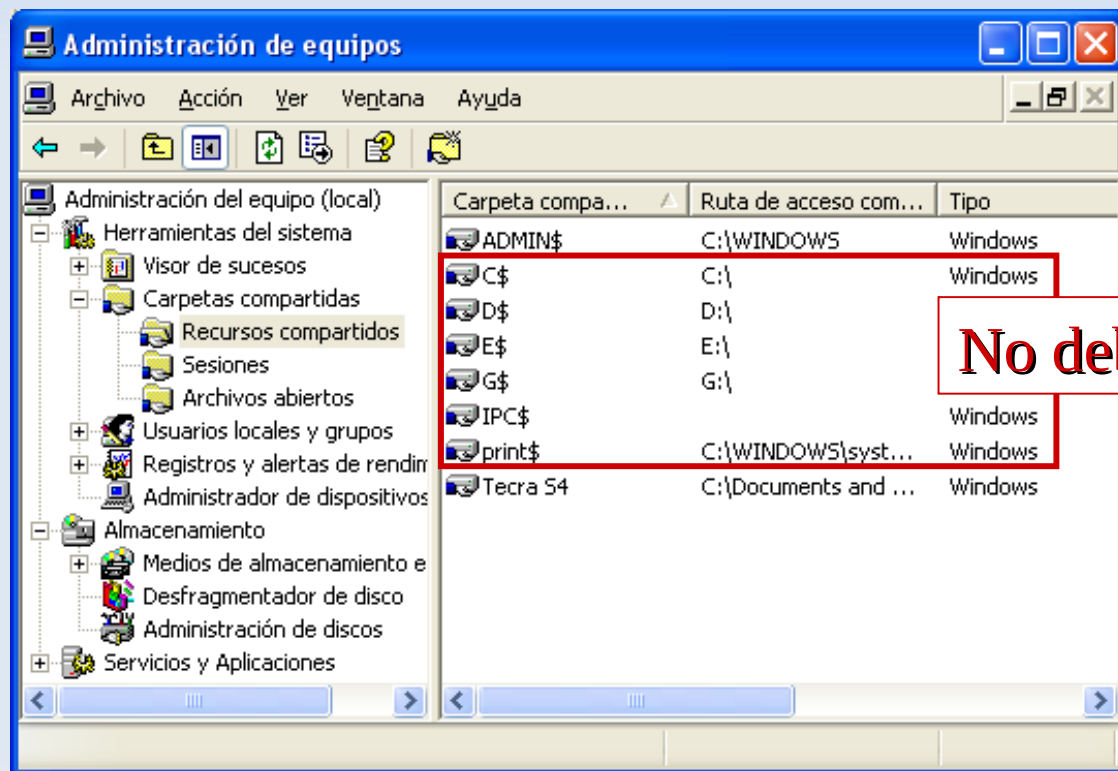 Administración de equipos
Archivo Acción Ver Ventana Ayuda
Administración del equipo (local)
Herramientas del sistema
Visor de sucesos
Carpetas compartidas
Recursos compartidos
Sesiones
Archivos abiertos
Usuarios locales y grupos
Registros y alertas de rendim
Administrador de dispositivos
Almacenamiento
Medios de almacenamiento e
Desfragmentador de disco
Administración de discos
Servicios y Aplicaciones
Carpeta compa... Ruta de acceso com... Tipo
ADMIN$ C:\WINDOWS Windows
C$ C:\ Windows
D$ D:\
E$ E:\
G$ G:\
IPC$ Windows
print$ C:\WINDOWS\syst... Windows
Tecra S4 C:\Documents and ... Windows
No